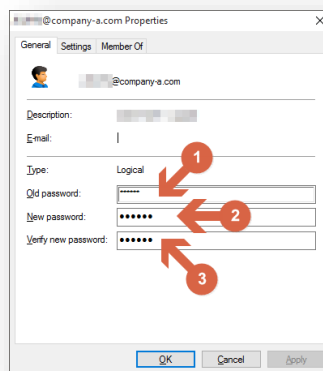 @company-a.com Properties
General Settings Member Of
@company-a.com
Description:
E-mail:
Type: Logical
Old password: ******
1
New password: ●●●●●●
2
Verify new password: ●●●●●●
3
OK Cancel Apply